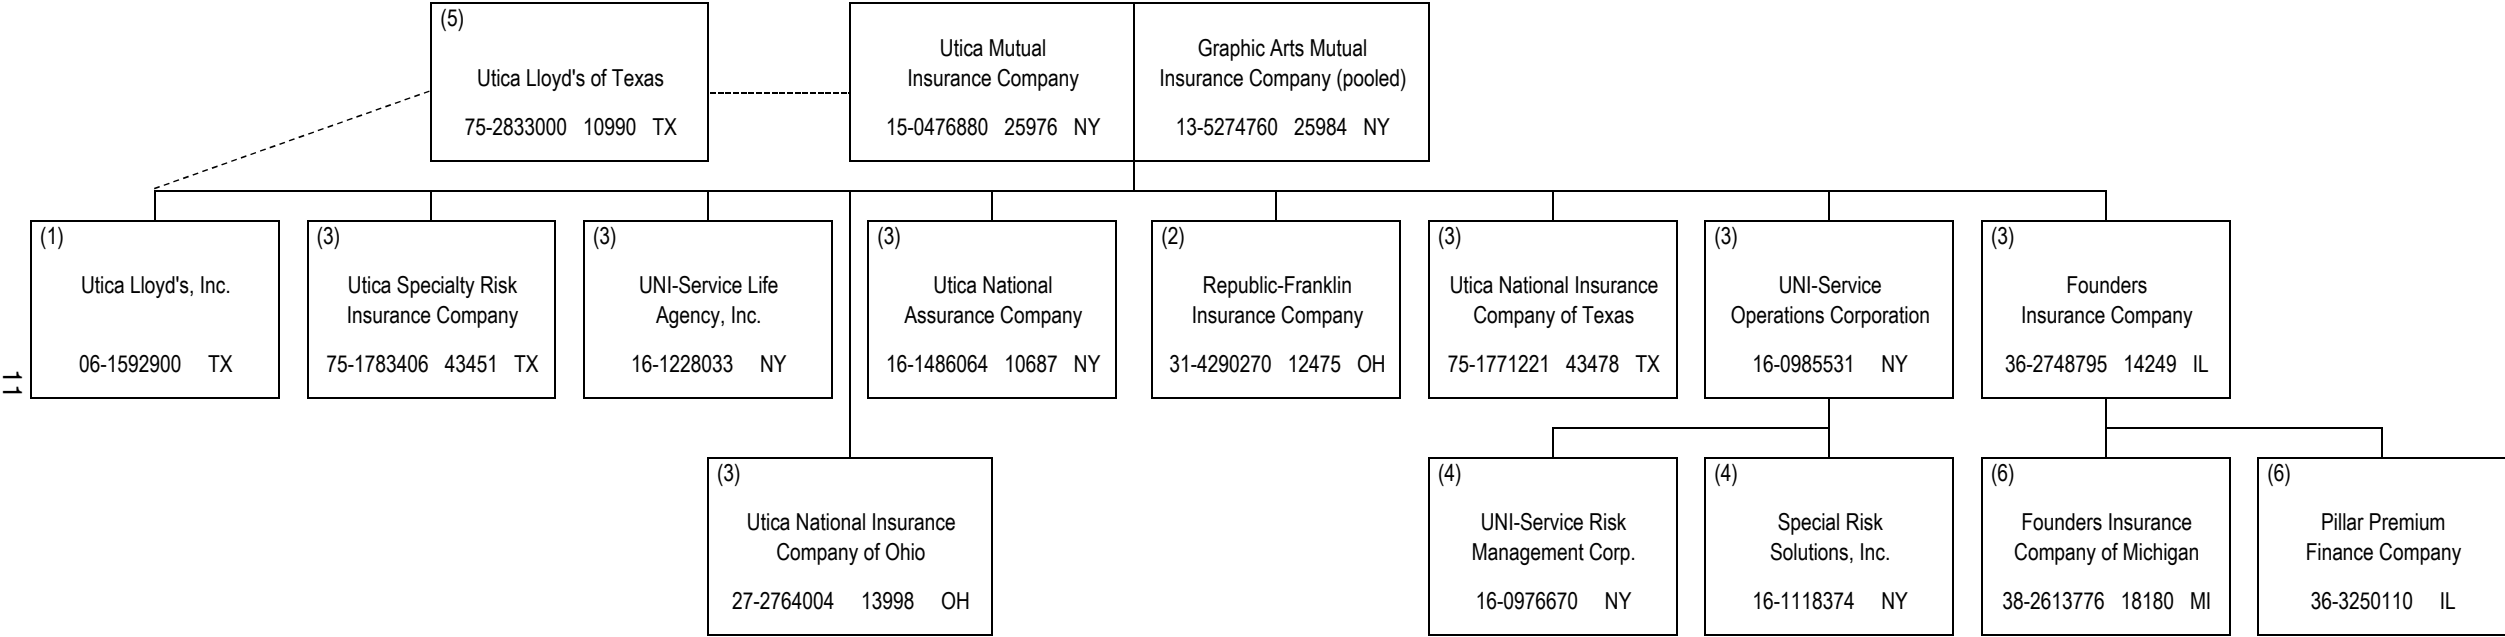 (5)
Utica Lloyd's of Texas
75-2833000 10990 TX
Utica Mutual
Insurance Company
15-0476880 25976 NY
Graphic Arts Mutual
Insurance Company (pooled)
13-5274760 25984 NY
(1)
Utica Lloyd's, Inc.
06-1592900 TX
(3)
Utica Specialty Risk
Insurance Company
75-1783406 43451 TX
(3)
UNI-Service Life
Agency, Inc.
16-1228033 NY
(3)
Utica National
Assurance Company
16-1486064 10687 NY
(2)
Republic-Franklin
Insurance Company
31-4290270 12475 OH
(3)
Utica National Insurance
Company of Texas
75-1771221 43478 TX
(3)
UNI-Service
Operations Corporation
16-0985531 NY
(3)
Founders
Insurance Company
36-2748795 14249 IL
11
(3)
Utica National Insurance
Company of Ohio
27-2764004 13998 OH
(4)
UNI-Service Risk
Management Corp.
16-0976670 NY
(4)
Special Risk
Solutions, Inc.
16-1118374 NY
(6)
Founders Insurance
Company of Michigan
38-2613776 18180 MI
(6)
Pillar Premium
Finance Company
36-3250110 IL